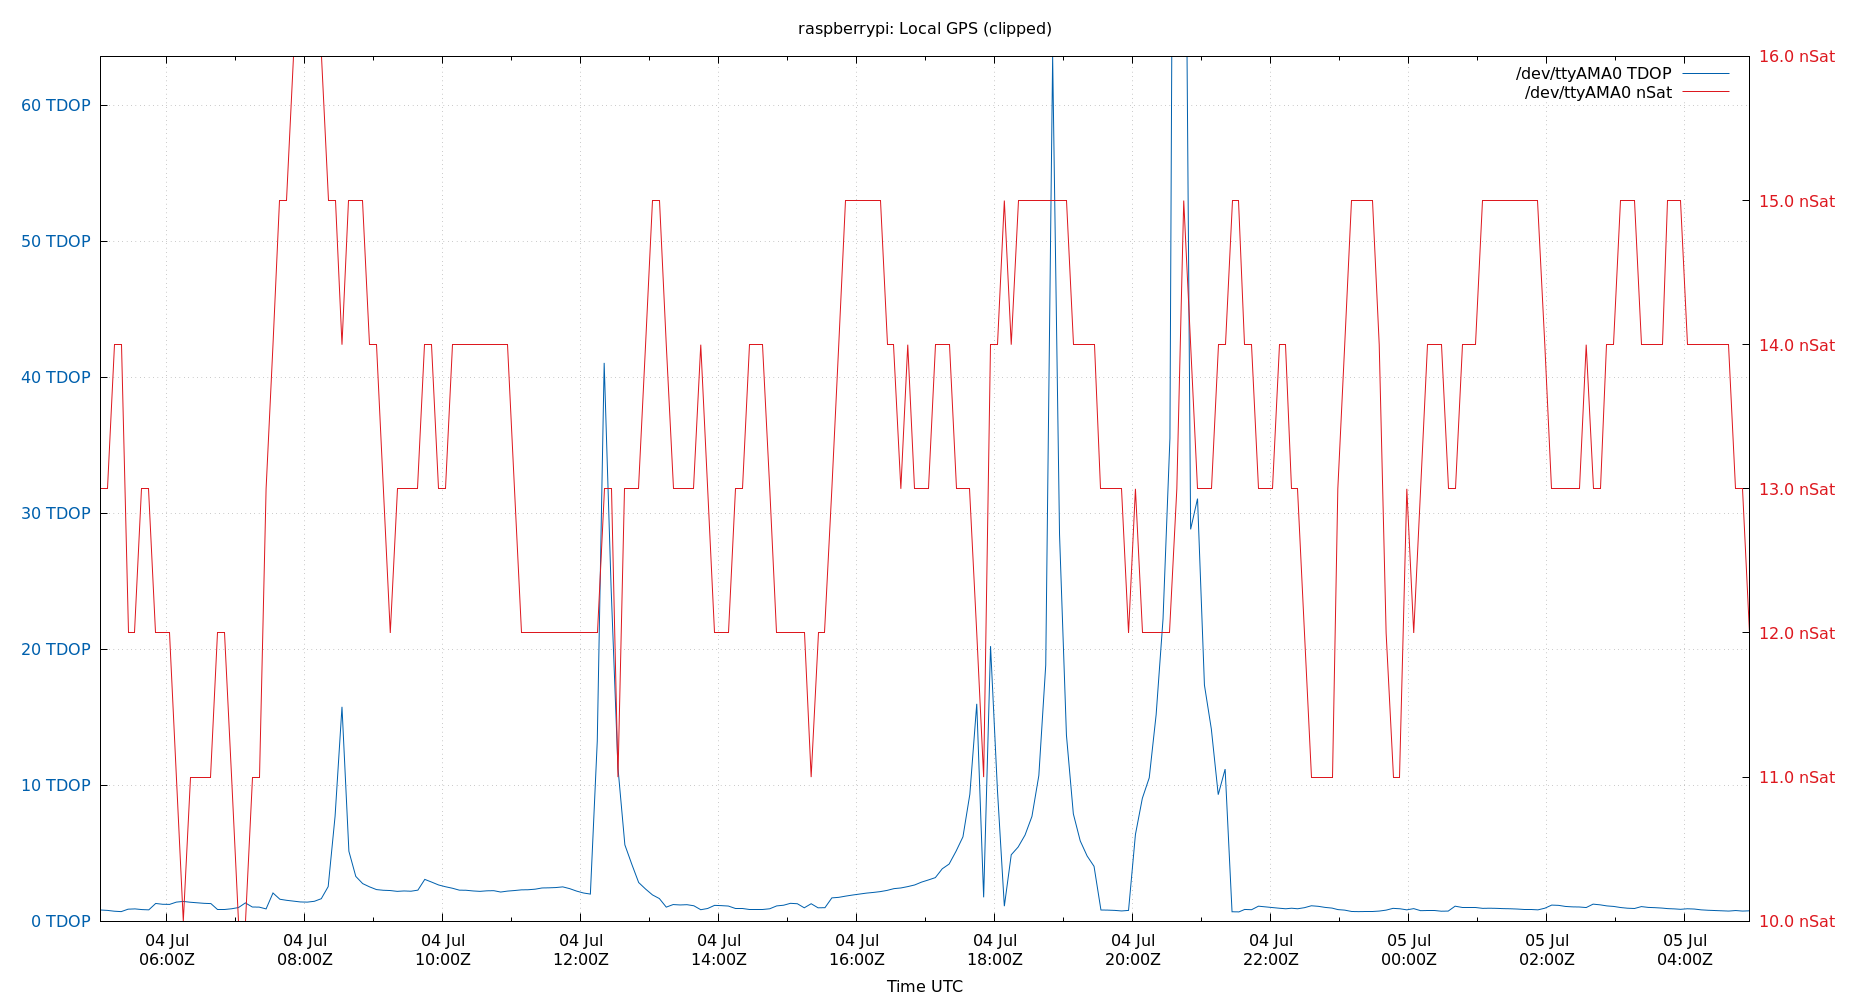 raspberrypi: Local GPS (clipped)
/dev/ttyAMA0 TDOP
/dev/ttyAMA0 nSat
60 TDOP
50 TDOP
40 TDOP
30 TDOP
20 TDOP
10 TDOP
0 TDOP
16.0 nSat
15.0 nSat
14.0 nSat
13.0 nSat
12.0 nSat
11.0 nSat
10.0 nSat
04 Jul 04 Jul 04 Jul 04 Jul 04 Jul 04 Jul 04 Jul 04 Jul 04 Jul 05 Jul 05 Jul 05 Jul
06:00Z 08:00Z 10:00Z 12:00Z 14:00Z 16:00Z 18:00Z 20:00Z 22:00Z 00:00Z 02:00Z 04:00Z
Time UTC